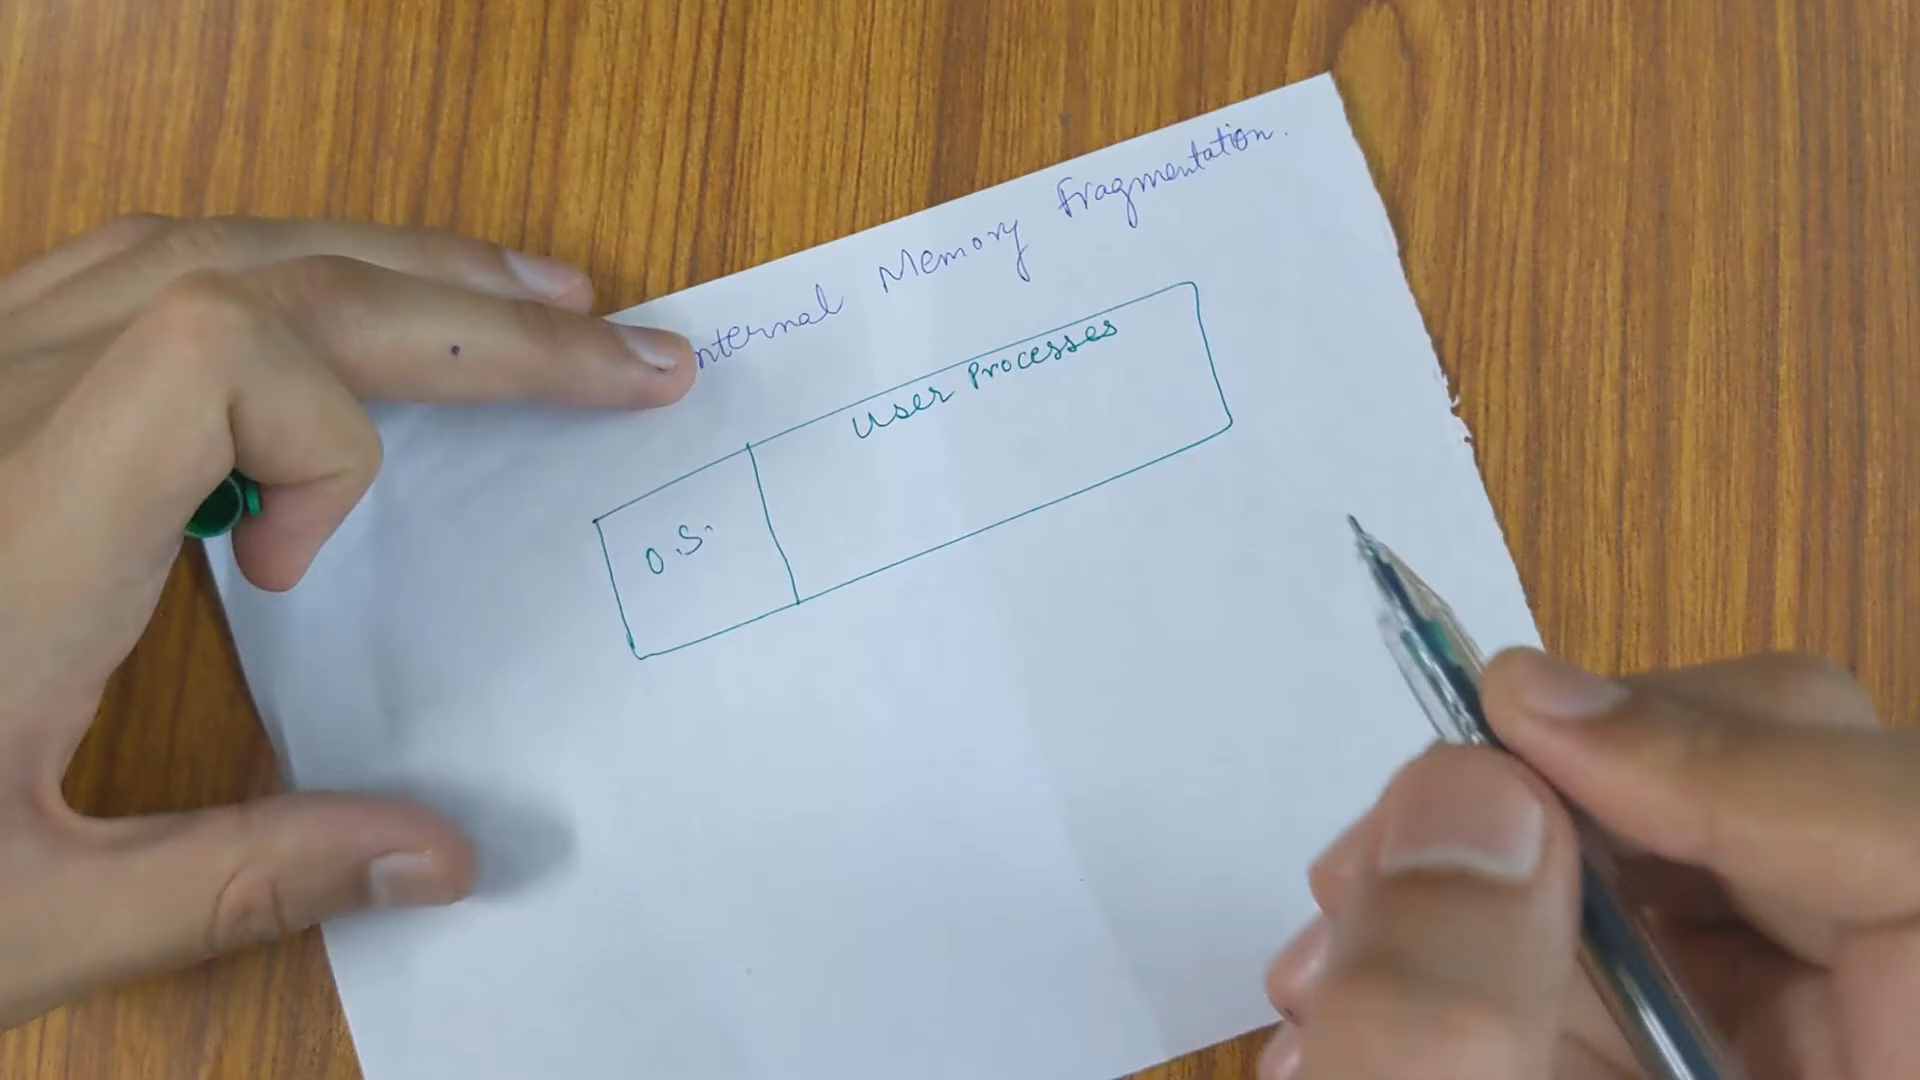 nternal Memory Fragmentation.
User Processes
O.S.